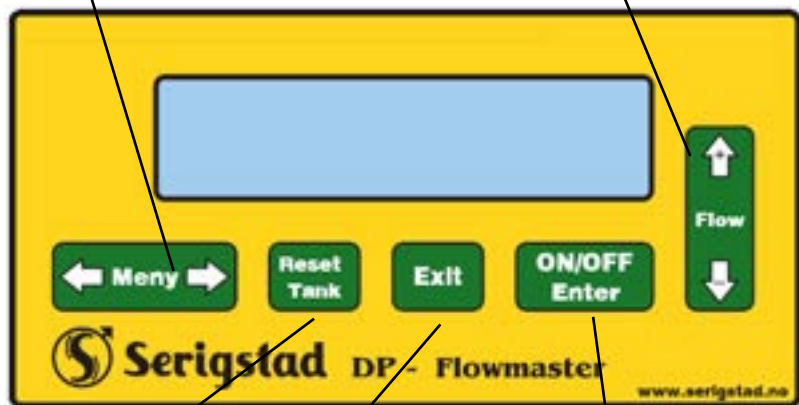 Flow
Meny
Reset
Tank
Exit
ON/OFF
Enter
Serigstad DP - Flowmaster
www.serigstad.no